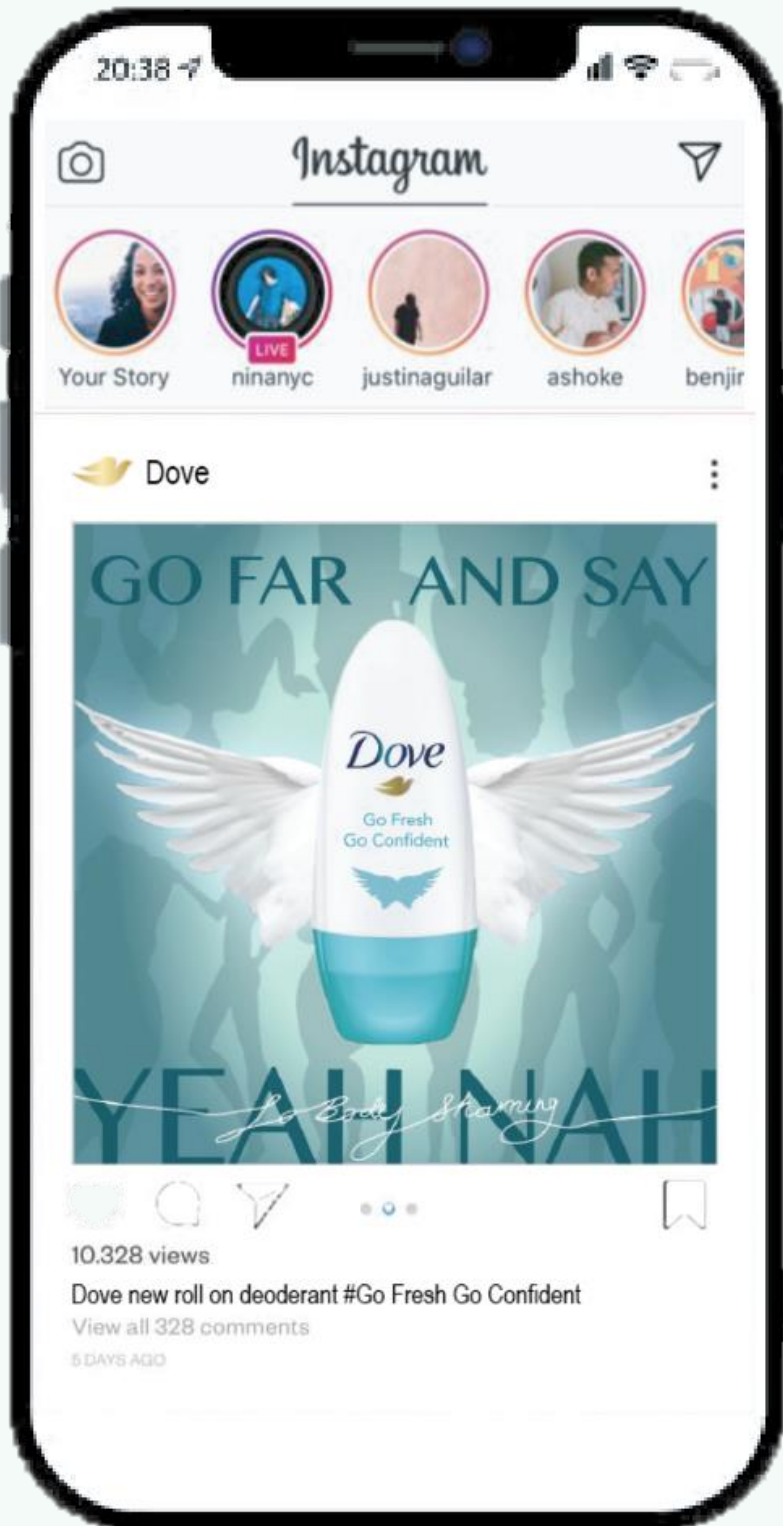 20:38
Instagram
LIVE
Your Story
ninanyc
justinaguilar
ashoke
benjir
Dove
GO FAR AND SAY
Dove
Go Fresh
Go Confident
YEAH NAH
To Body Shaming
10.328 views
Dove new roll on deoderant #Go Fresh Go Confident
View all 328 comments
5 DAYS AGO